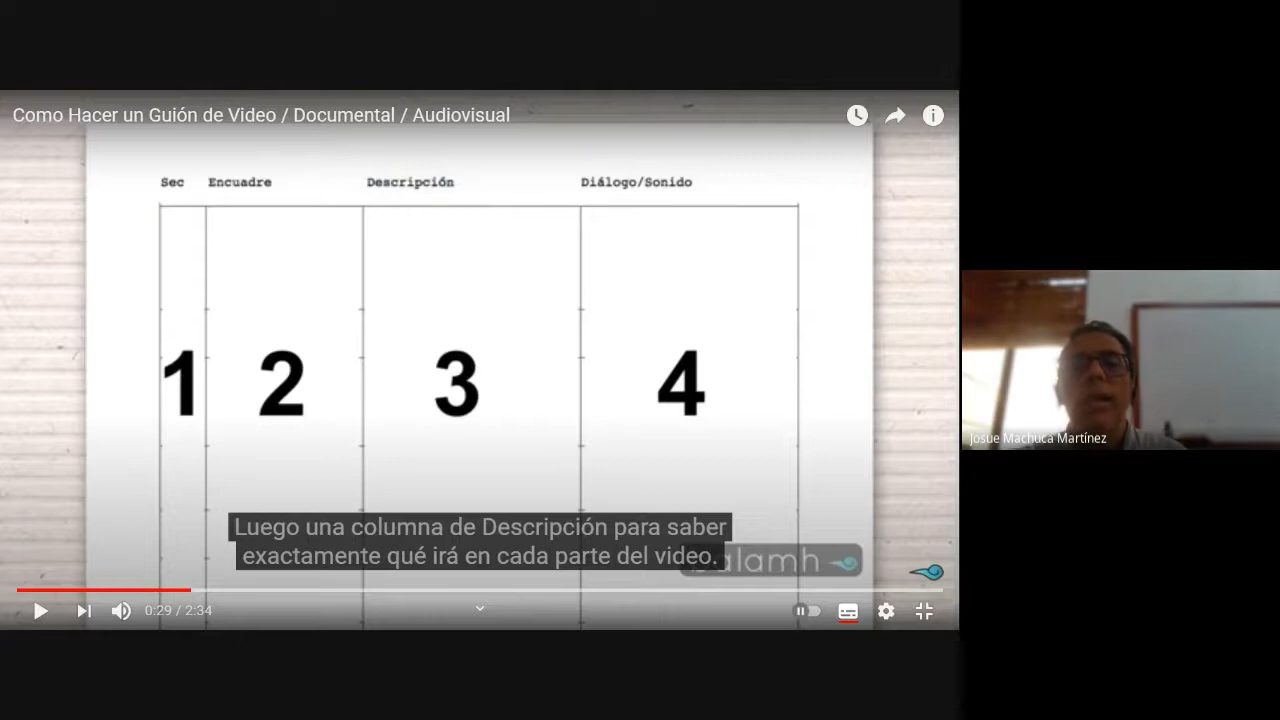 Como Hacer un Guión de Video / Documental / Audiovisual
Sec Encuadre Descripción Diálogo/Sonido
1 2 3 4
Luego una columna de Descripción para saber
exactamente qué irá en cada parte del video.
alamh
0:29 / 2:34
Josue Machuca Martínez